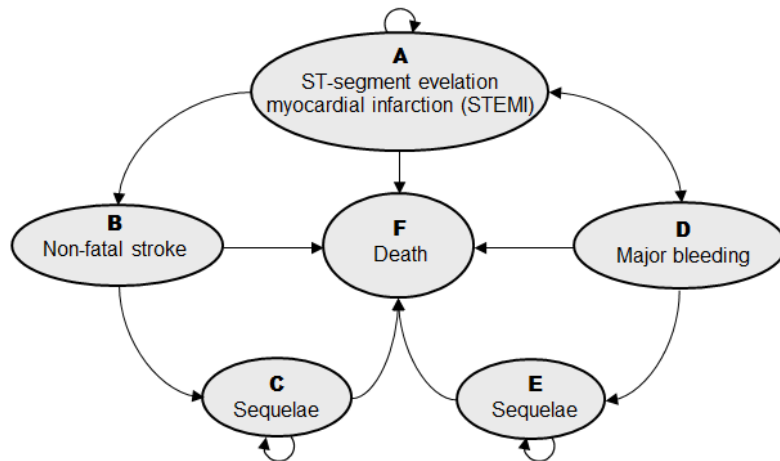 A
ST-segment evelation
myocardial infarction (STEMI)
B
Non-fatal stroke
F
Death
D
Major bleeding
C
Sequelae
E
Sequelae